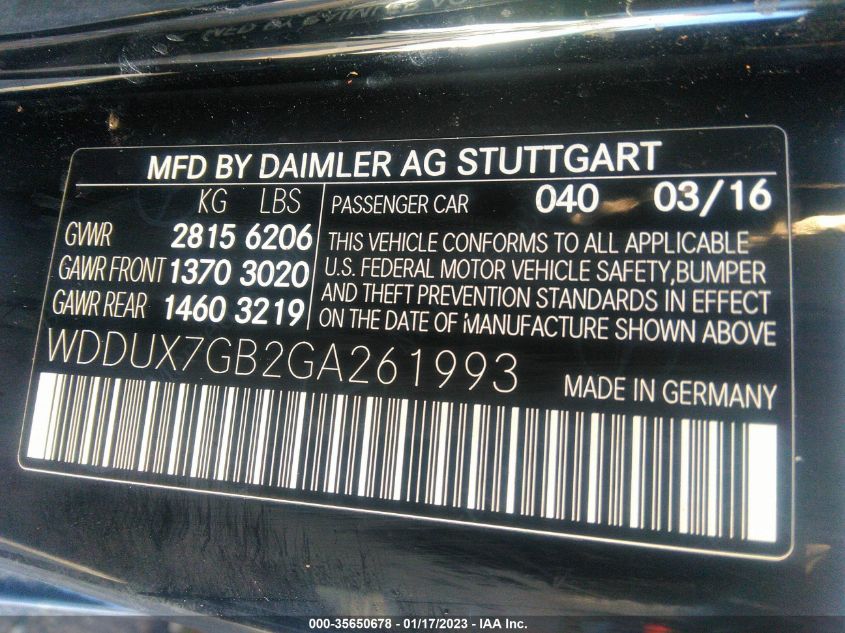 MFD BY DAIMLER AG STUTTGART
KG LBS
GVWR 2815 6206
GAWR FRONT 1370 3020
GAWR REAR 1460 3219
PASSENGER CAR 040 03/16
THIS VEHICLE CONFORMS TO ALL APPLICABLE
U.S. FEDERAL MOTOR VEHICLE SAFETY,BUMPER
AND THEFT PREVENTION STANDARDS IN EFFECT
ON THE DATE OF MANUFACTURE SHOWN ABOVE
WDDUX7GB2GA261993
MADE IN GERMANY
000-35650678 - 01/17/2023 - IAA Inc.